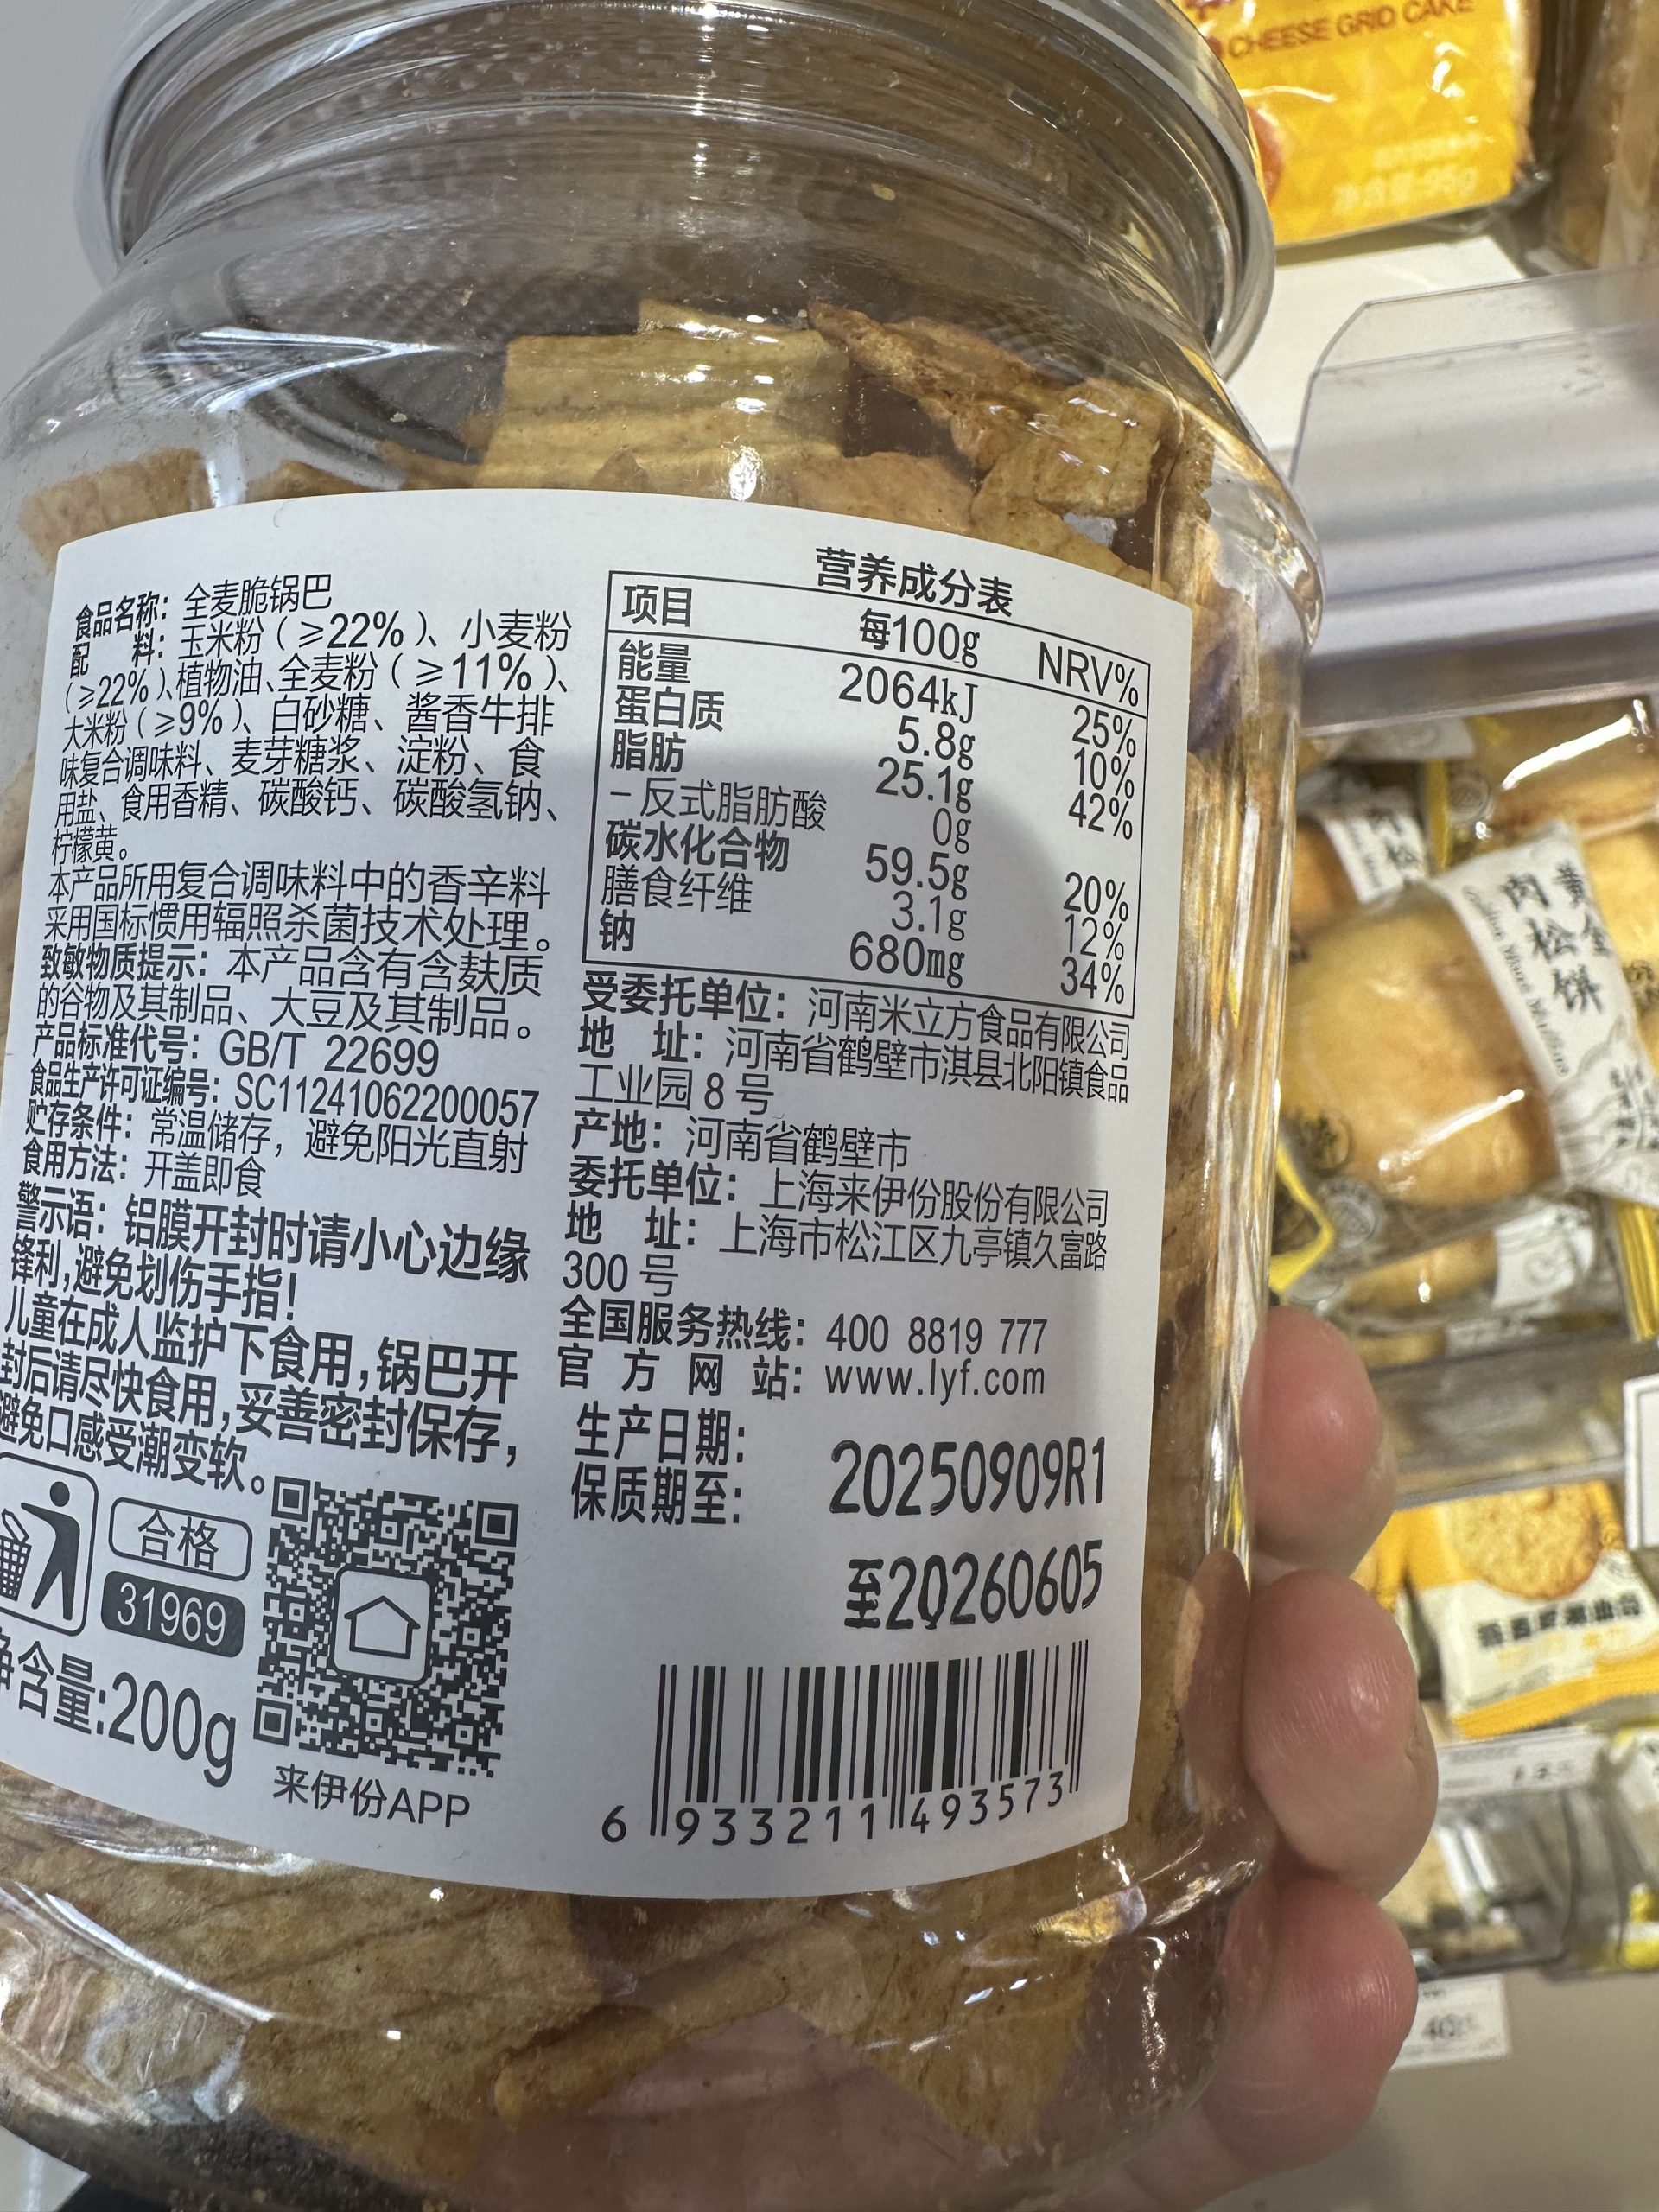 CHEESE GRID CAKE
食品名称：全麦脆锅巴
配　　料：玉米粉（≥22%）、小麦粉
（≥22%）、植物油、全麦粉（≥11%）、
大米粉（≥9%）、白砂糖、酱香牛排
味复合调味料、麦芽糖浆、淀粉、食
用盐、食用香精、碳酸钙、碳酸氢钠、
柠檬黄。
本产品所用复合调味料中的香辛料
采用国标惯用辐照杀菌技术处理。
致敏物质提示：本产品含有含麸质
的谷物及其制品、大豆及其制品。
产品标准代号：GB/T 22699
食品生产许可证编号：SC11241062200057
贮存条件：常温储存，避免阳光直射
食用方法：开盖即食
警示语：铝膜开封时请小心边缘
锋利，避免划伤手指！
儿童在成人监护下食用，锅巴开
封后请尽快食用，妥善密封保存，
避免口感受潮变软。
合格
31969
净含量：200g
来伊份APP
营养成分表
项目 每100g NRV%
能量 2064kJ 25%
蛋白质 5.8g 10%
脂肪 25.1g 42%
－反式脂肪酸 0g
碳水化合物 59.5g 20%
膳食纤维 3.1g 12%
钠 680mg 34%
受委托单位：河南米立方食品有限公司
地　址：河南省鹤壁市淇县北阳镇食品
工业园8号
产地：河南省鹤壁市
委托单位：上海来伊份股份有限公司
地　址：上海市松江区九亭镇久富路
300号
全国服务热线：400 8819 777
官方网站：www.lyf.com
生产日期：
保质期至：
20250909R1
至20260605
6 933211 493573
黄金
肉松饼